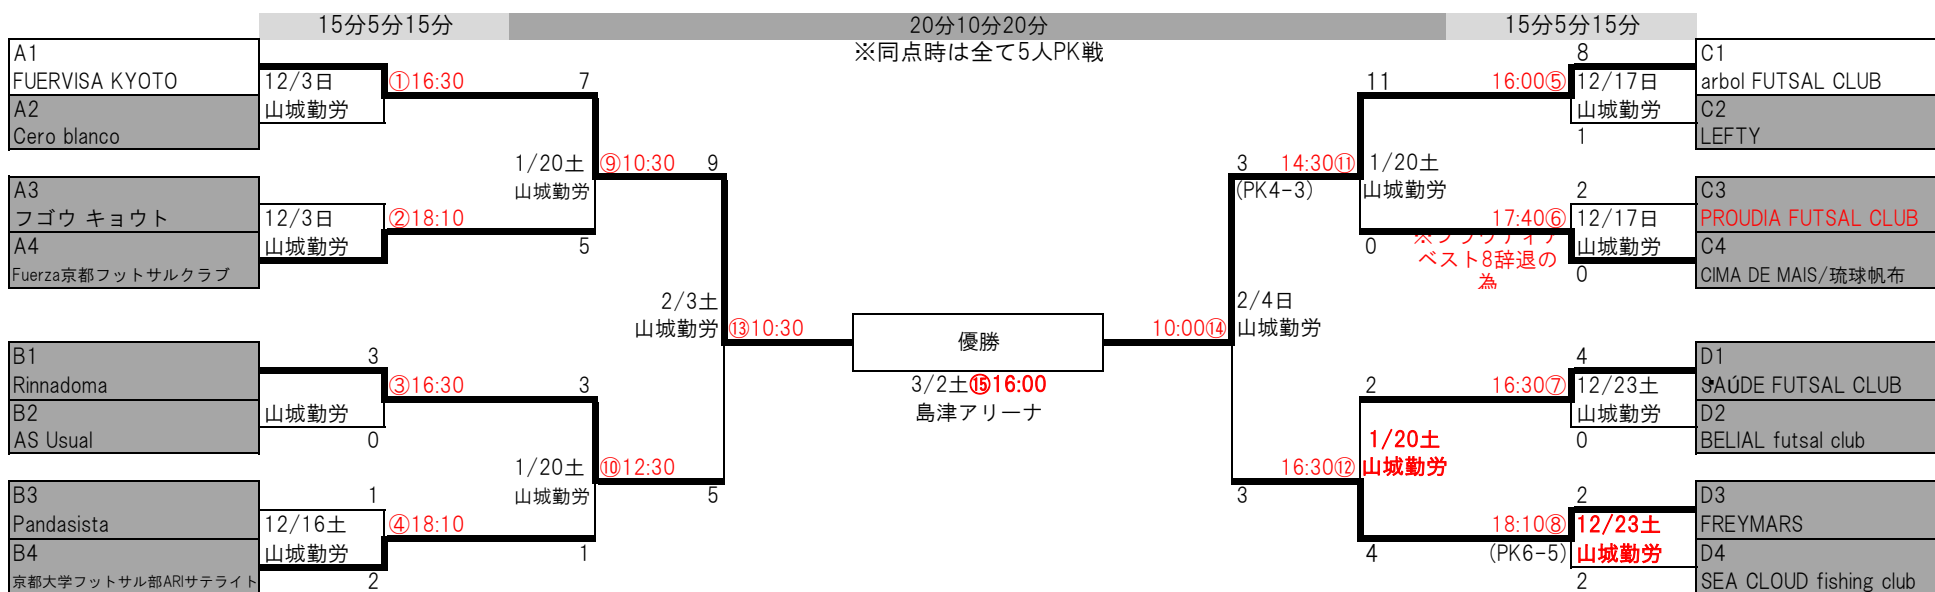 15分5分15分
20分10分20分
15分5分15分
※同点時は全て5人PK戦
A1
FUERVISA KYOTO
A2
Cero blanco
12/3日
山城勤労
①16:30
7
A3
フゴウ キョウト
A4
Fuerza京都フットサルクラブ
12/3日
山城勤労
②18:10
5
1/20土
山城勤労
⑨10:30
9
B1
Rinnadoma
B2
AS Usual
3
山城勤労
0
③16:30
3
B3
Pandasista
B4
京都大学フットサル部ARIサテライト
1
12/16土
山城勤労
2
④18:10
1
1/20土
山城勤労
⑩12:30
5
2/3土
山城勤労
⑬10:30
優勝
3/2土⑮16:00
島津アリーナ
10:00⑭
2/4日
山城勤労
3
(PK4-3)
14:30⑪
1/20土
山城勤労
11
16:00⑤
8
12/17日
山城勤労
1
C1
arbol FUTSAL CLUB
C2
LEFTY
0
17:40⑥
※プラウディア
ベスト8辞退の
為
2
12/17日
山城勤労
0
C3
PROUDIA FUTSAL CLUB
C4
CIMA DE MAIS/琉球帆布
3
16:30⑫
1/20土
山城勤労
2
16:30⑦
4
12/23土
山城勤労
0
D1
SAÚDE FUTSAL CLUB
D2
BELIAL futsal club
4
18:10⑧
(PK6-5)
2
12/23土
山城勤労
2
D3
FREYMARS
D4
SEA CLOUD fishing club